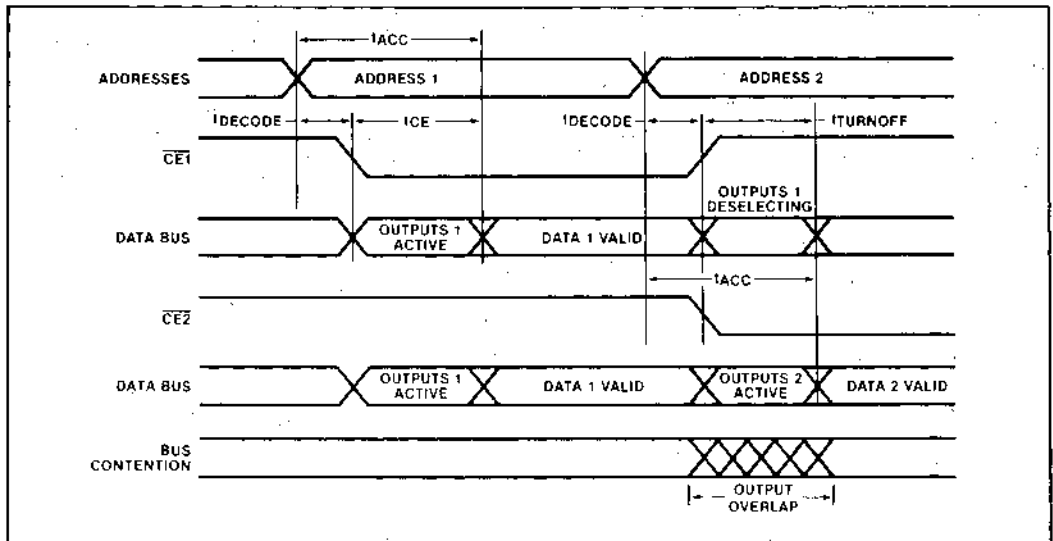 tACC
ADDRESSES
ADDRESS 1
ADDRESS 2
tDECODE
tCE
tDECODE
tTURNOFF
CE1
OUTPUTS 1
DESELECTING
DATA BUS
OUTPUTS 1
ACTIVE
DATA 1 VALID
tACC
CE2
DATA BUS
OUTPUTS 1
ACTIVE
DATA 1 VALID
OUTPUTS 2
ACTIVE
DATA 2 VALID
BUS
CONTENTION
OUTPUT
OVERLAP